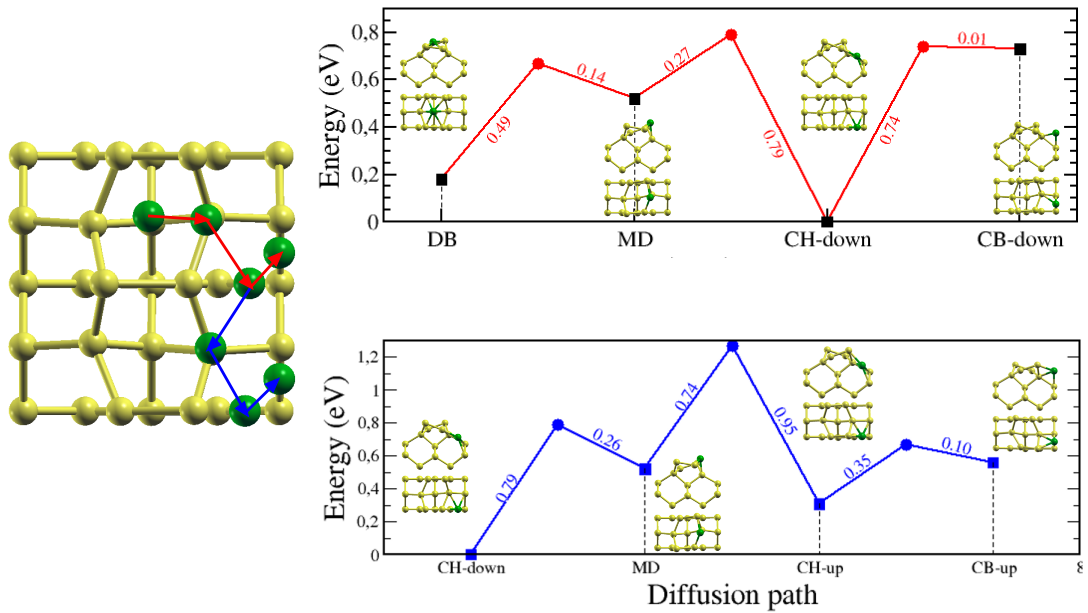 Energy (eV)
0,8
0,6
0,4
0,2
0
0.49
0.14
0.27
0.79
0.74
0.01
DB
MD
CH-down
CB-down
Energy (eV)
1,2
1
0,8
0,6
0,4
0,2
0
0.79
0.26
0.74
0.95
0.35
0.10
CH-down
MD
CH-up
CB-up
8
Diffusion path